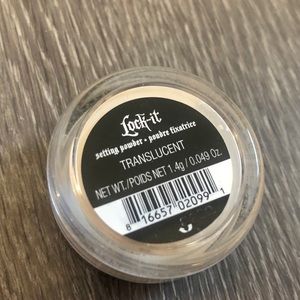 Lock-it
setting powder • poudre fixatrice
TRANSLUCENT
NET WT./POIDS NET 1.4g / 0.049 Oz.
8 16657 02099 1